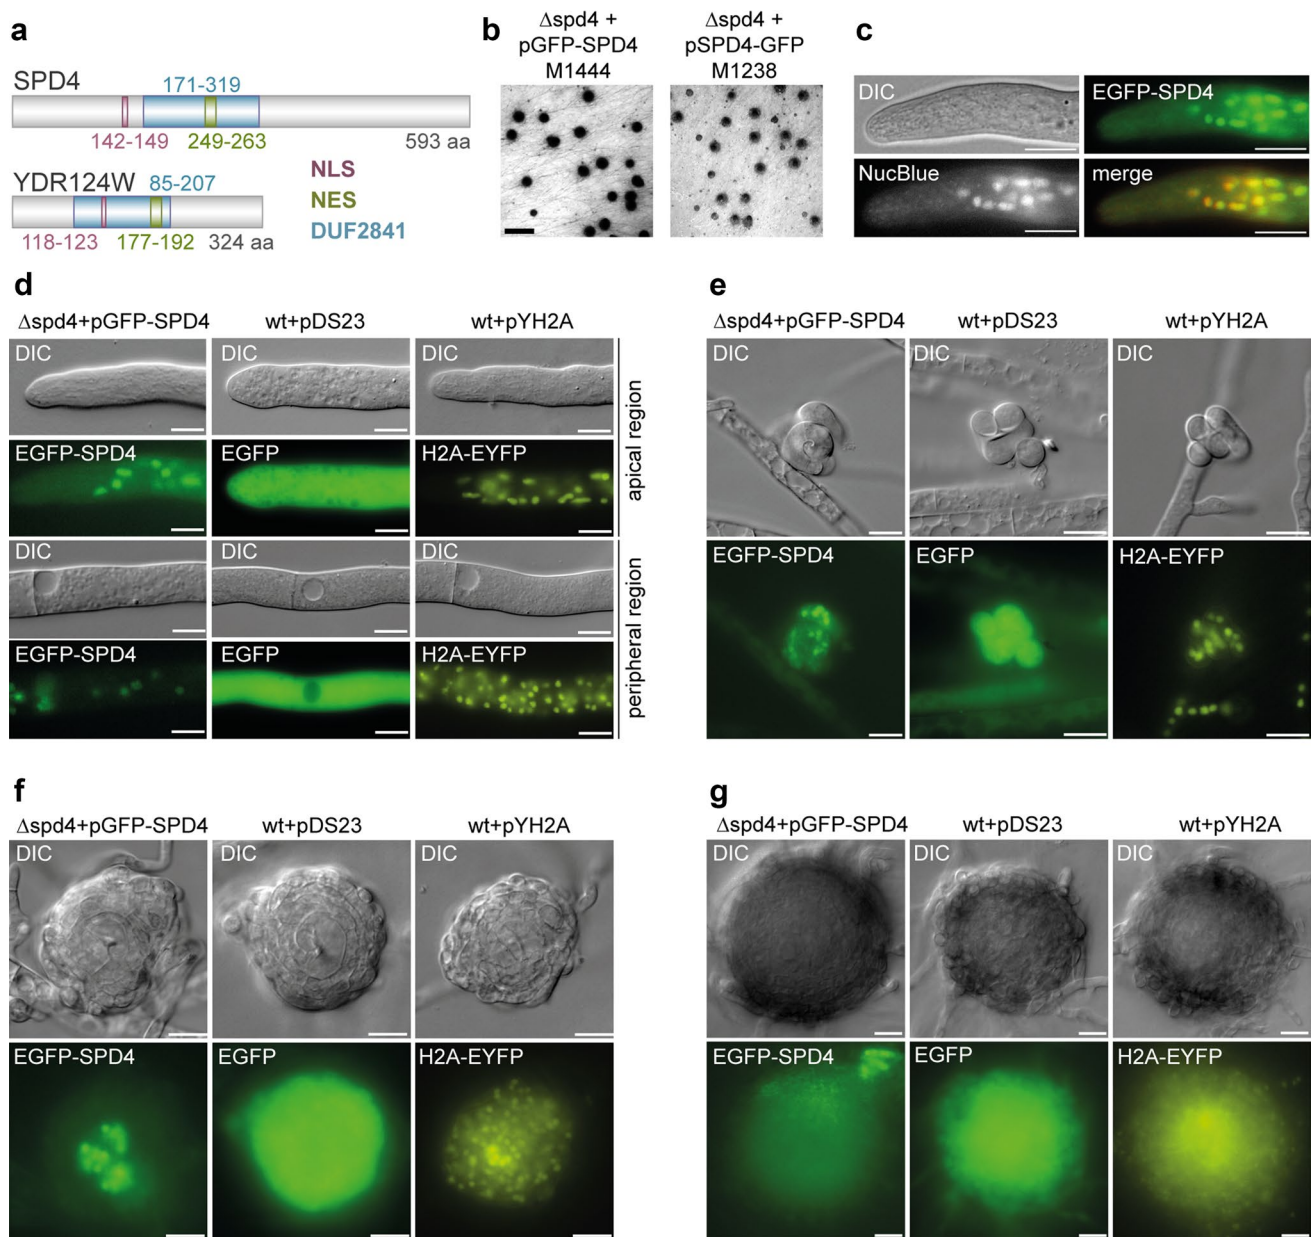 a
SPD4
171-319
142-149 249-263 593 aa
YDR124W 85-207
118-123 177-192 324 aa
NLS
NES
DUF2841
b
Δspd4 +
pGFP-SPD4
M1444
Δspd4 +
pSPD4-GFP
M1238
c
DIC
EGFP-SPD4
NucBlue
merge
d
Δspd4+pGFP-SPD4 wt+pDS23 wt+pYH2A
DIC DIC DIC
EGFP-SPD4 EGFP H2A-EYFP
apical region
DIC DIC DIC
EGFP-SPD4 EGFP H2A-EYFP
peripheral region
e
Δspd4+pGFP-SPD4 wt+pDS23 wt+pYH2A
DIC DIC DIC
EGFP-SPD4 EGFP H2A-EYFP
f
Δspd4+pGFP-SPD4 wt+pDS23 wt+pYH2A
DIC DIC DIC
EGFP-SPD4 EGFP H2A-EYFP
g
Δspd4+pGFP-SPD4 wt+pDS23 wt+pYH2A
DIC DIC DIC
EGFP-SPD4 EGFP H2A-EYFP